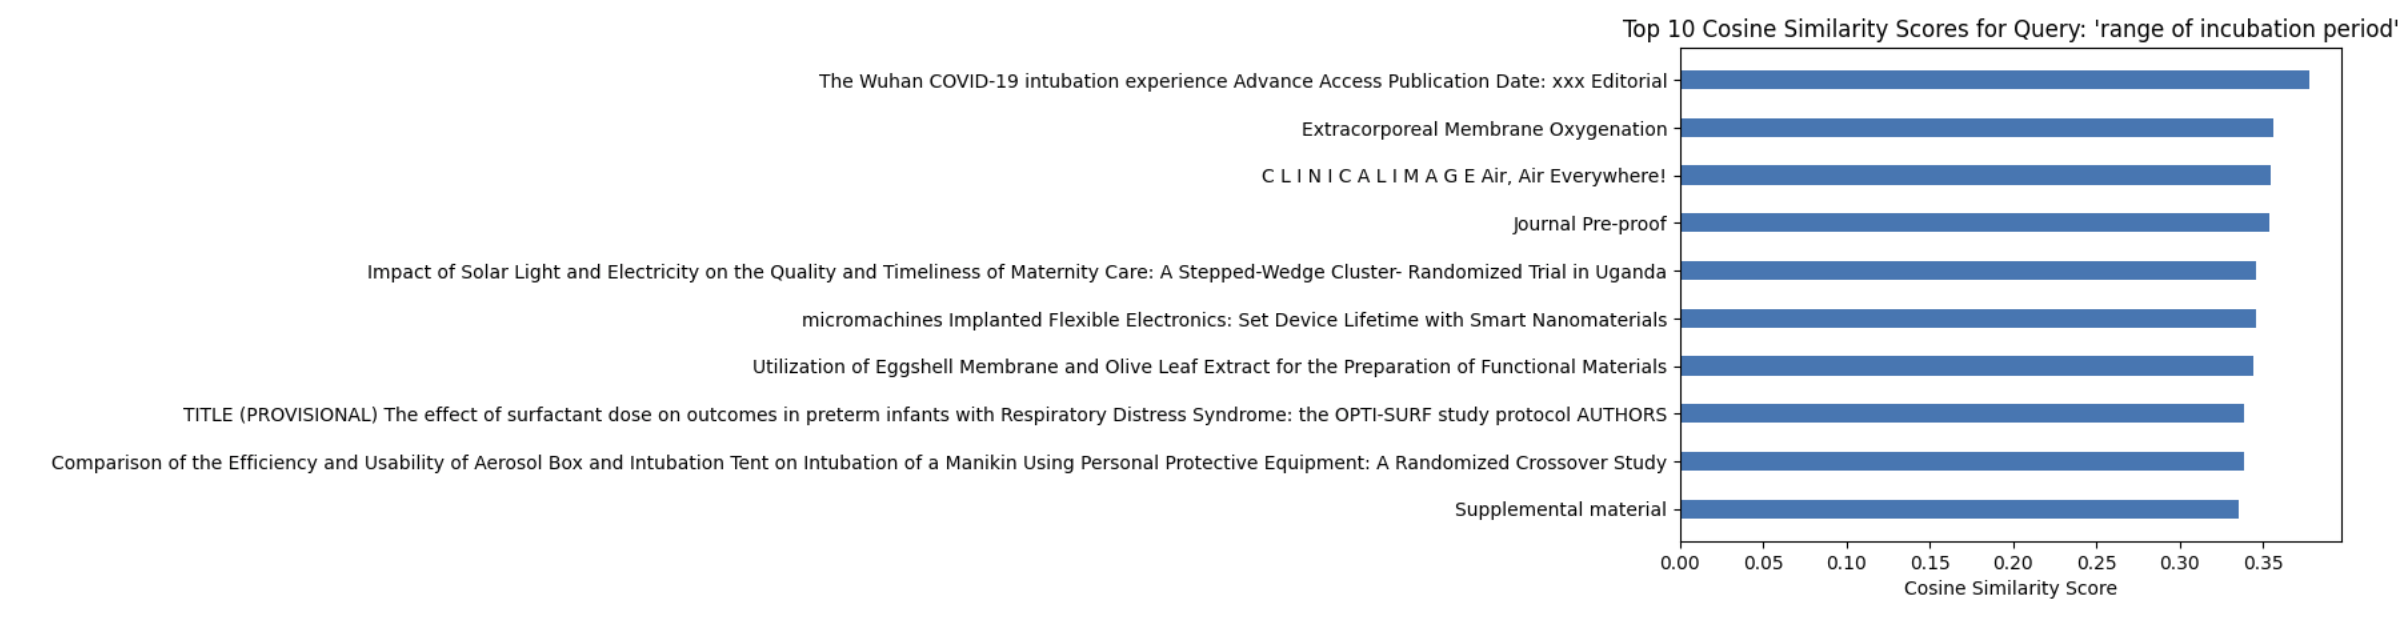 Top 10 Cosine Similarity Scores for Query: 'range of incubation period'
The Wuhan COVID-19 intubation experience Advance Access Publication Date: xxx Editorial
Extracorporeal Membrane Oxygenation
C L I N I C A L I M A G E Air, Air Everywhere!
Journal Pre-proof
Impact of Solar Light and Electricity on the Quality and Timeliness of Maternity Care: A Stepped-Wedge Cluster- Randomized Trial in Uganda
micromachines Implanted Flexible Electronics: Set Device Lifetime with Smart Nanomaterials
Utilization of Eggshell Membrane and Olive Leaf Extract for the Preparation of Functional Materials
TITLE (PROVISIONAL) The effect of surfactant dose on outcomes in preterm infants with Respiratory Distress Syndrome: the OPTI-SURF study protocol AUTHORS
Comparison of the Efficiency and Usability of Aerosol Box and Intubation Tent on Intubation of a Manikin Using Personal Protective Equipment: A Randomized Crossover Study
Supplemental material
0.00 0.05 0.10 0.15 0.20 0.25 0.30 0.35
Cosine Similarity Score